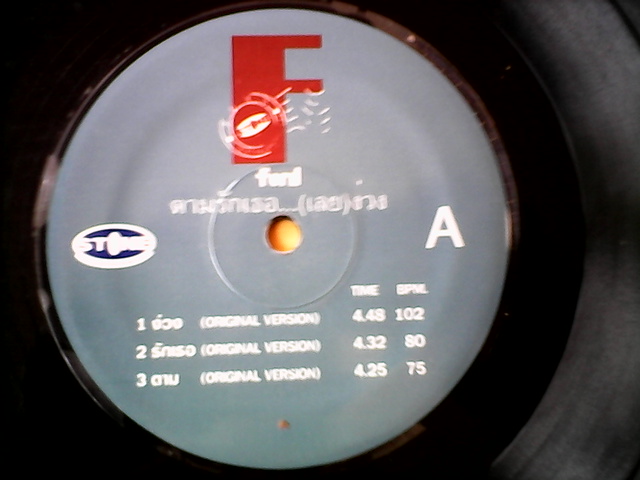 F
ตามรักเธอ...(เลย)ง่วง
STONE
A
TIME BPM.
1 ง่วง (ORIGINAL VERSION) 4.48 102
2 รักเธอ (ORIGINAL VERSION) 4.32 80
3 ตาม (ORIGINAL VERSION) 4.25 75